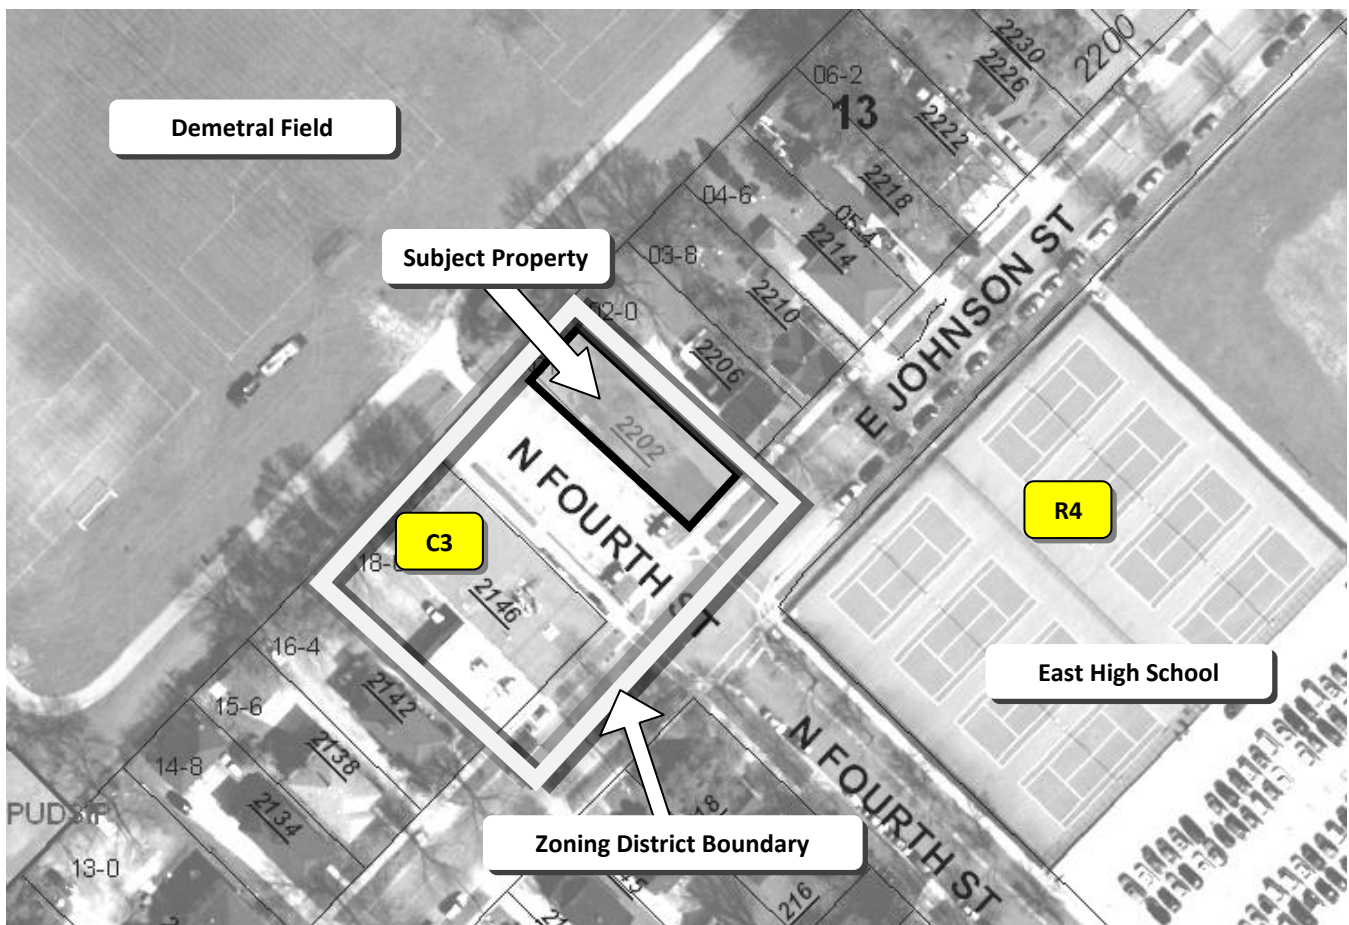 2230
2226
2200
06-2
13
2222
Demetral Field
2218
04-6
05-4
2214
E JOHNSON ST
Subject Property
03-8
2210
02-0
2206
2202
N FOURTH ST
R4
C3
2146
16-4
East High School
2142
15-6
N FOURTH ST
2138
14-8
2134
Zoning District Boundary
13-0
216